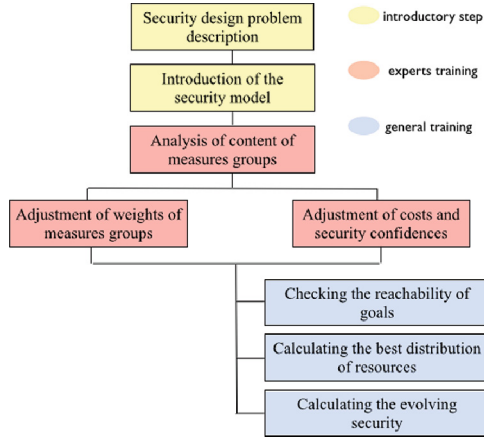 Security design problem
description
introductory step
Introduction of the
security model
experts training
Analysis of content of
measures groups
general training
Adjustment of weights of
measures groups
Adjustment of costs and
security confidences
Checking the reachability of
goals
Calculating the best distribution
of resources
Calculating the evolving
security